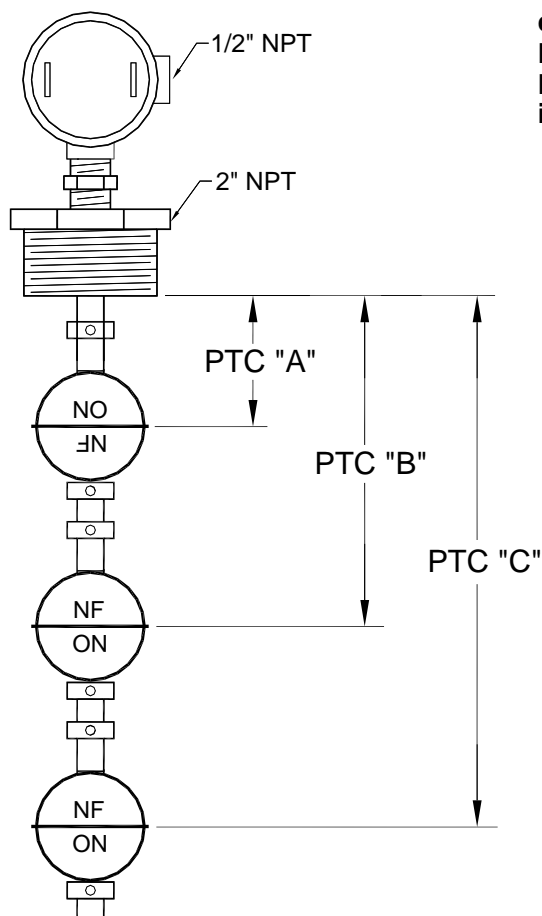 1/2" NPT
2" NPT
PTC "A"
NO
NF
PTC "B"
PTC "C"
NF
ON
NF
ON